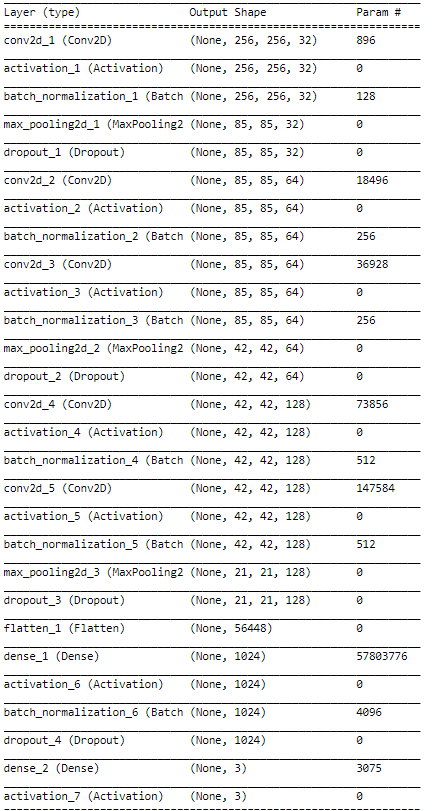 Layer (type) Output Shape Param #
conv2d_1 (Conv2D) (None, 256, 256, 32) 896
activation_1 (Activation) (None, 256, 256, 32) 0
batch_normalization_1 (Batch (None, 256, 256, 32) 128
max_pooling2d_1 (MaxPooling2 (None, 85, 85, 32) 0
dropout_1 (Dropout) (None, 85, 85, 32) 0
conv2d_2 (Conv2D) (None, 85, 85, 64) 18496
activation_2 (Activation) (None, 85, 85, 64) 0
batch_normalization_2 (Batch (None, 85, 85, 64) 256
conv2d_3 (Conv2D) (None, 85, 85, 64) 36928
activation_3 (Activation) (None, 85, 85, 64) 0
batch_normalization_3 (Batch (None, 85, 85, 64) 256
max_pooling2d_2 (MaxPooling2 (None, 42, 42, 64) 0
dropout_2 (Dropout) (None, 42, 42, 64) 0
conv2d_4 (Conv2D) (None, 42, 42, 128) 73856
activation_4 (Activation) (None, 42, 42, 128) 0
batch_normalization_4 (Batch (None, 42, 42, 128) 512
conv2d_5 (Conv2D) (None, 42, 42, 128) 147584
activation_5 (Activation) (None, 42, 42, 128) 0
batch_normalization_5 (Batch (None, 42, 42, 128) 512
max_pooling2d_3 (MaxPooling2 (None, 21, 21, 128) 0
dropout_3 (Dropout) (None, 21, 21, 128) 0
flatten_1 (Flatten) (None, 56448) 0
dense_1 (Dense) (None, 1024) 57803776
activation_6 (Activation) (None, 1024) 0
batch_normalization_6 (Batch (None, 1024) 4096
dropout_4 (Dropout) (None, 1024) 0
dense_2 (Dense) (None, 3) 3075
activation_7 (Activation) (None, 3) 0